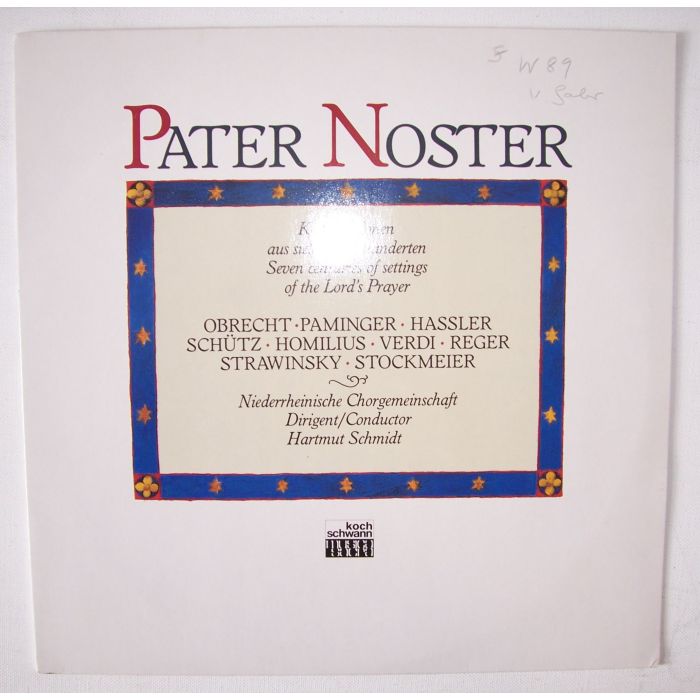 W 89
PATER NOSTER
aus
Seven centuries of settings
of the Lord's Prayer
OBRECHT · PAMINGER · HASSLER
SCHÜTZ · HOMILIUS · VERDI · REGER
STRAWINSKY · STOCKMEIER
Niederrheinische Chorgemeinschaft
Dirigent/Conductor
Hartmut Schmidt
koch
schwann